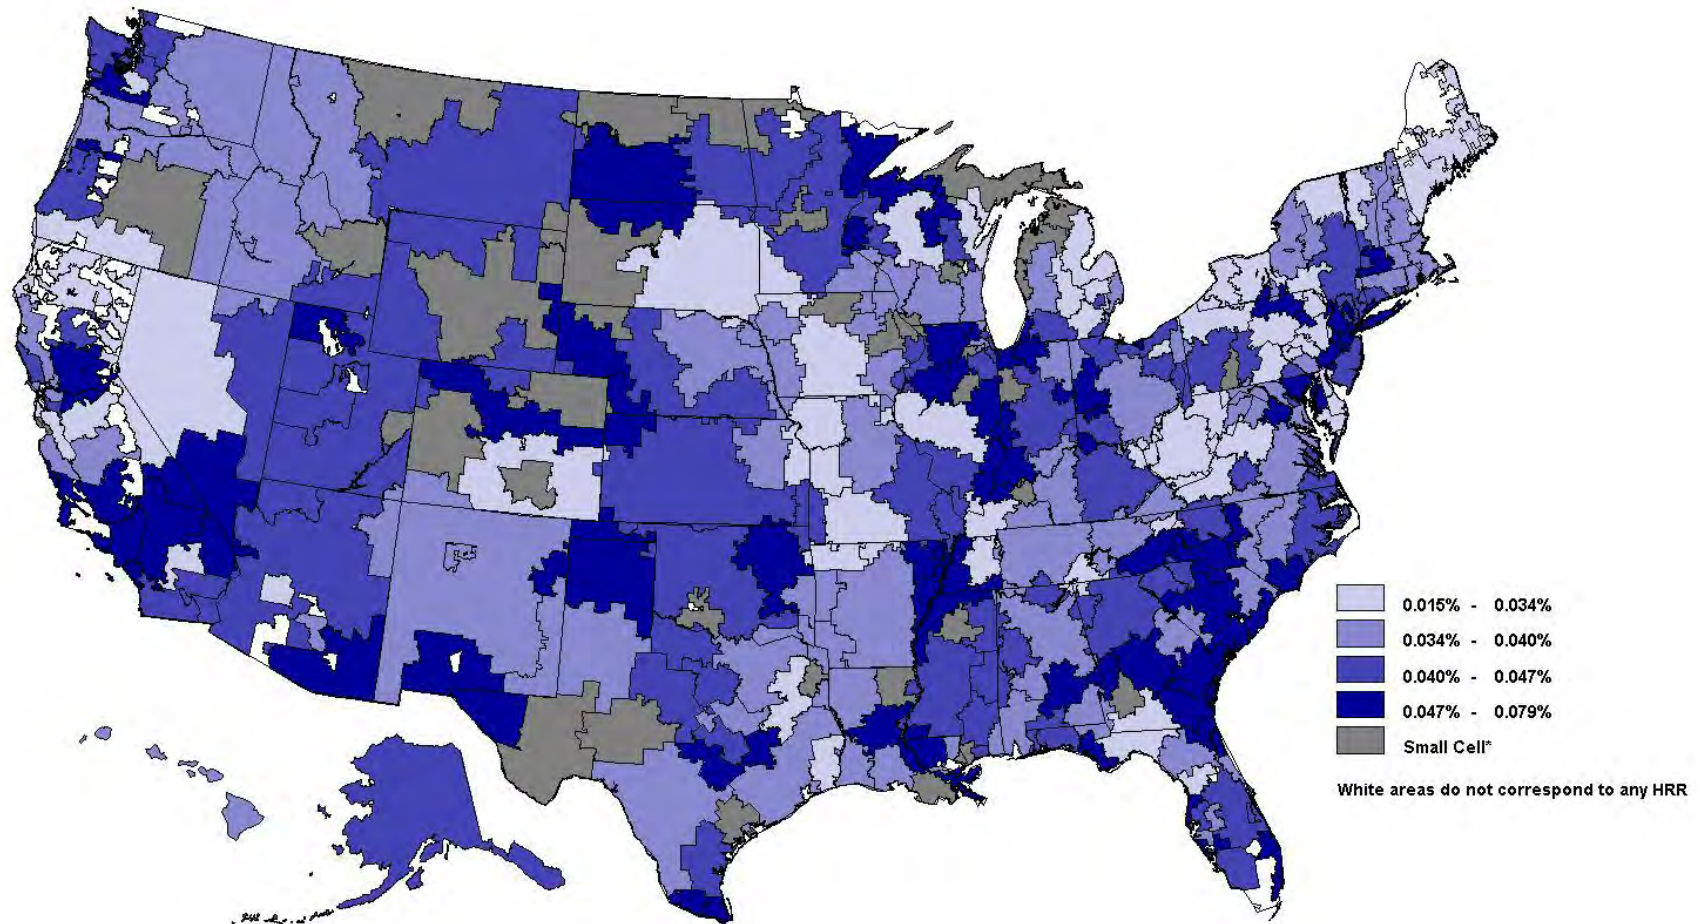 0.015% - 0.034%
0.034% - 0.040%
0.040% - 0.047%
0.047% - 0.079%
Small Cell*
White areas do not correspond to any HRR